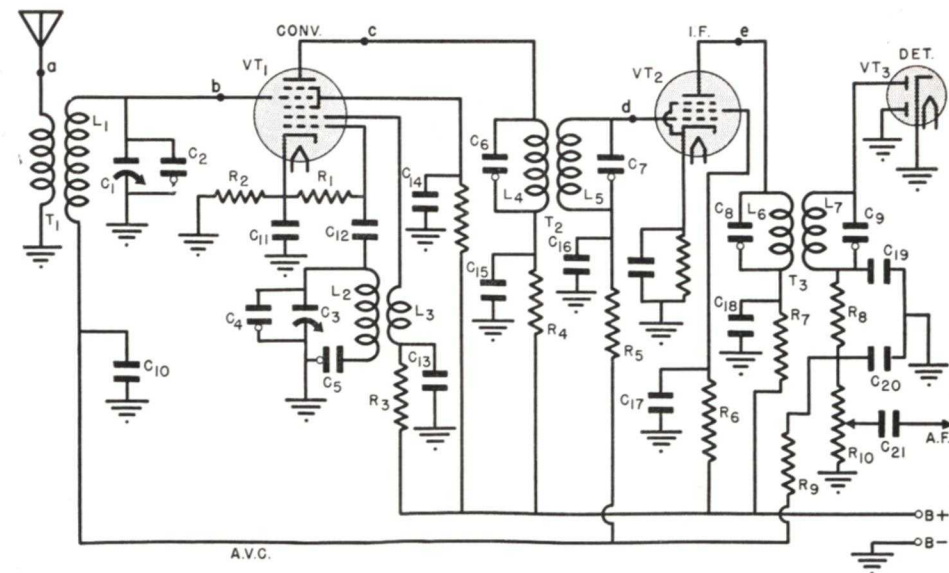 CONV.
c
I.F.
e
DET.
VT1
VT2
VT3
a
b
d
L1
C2
C1
T1
R2
R1
C14
C6
L4
L5
C7
T2
C8
L6
L7
C9
C11
C12
C15
C16
C19
T3
L2
L3
C4
C3
C5
C13
R3
R4
R5
C18
R7
R8
C10
C17
R6
C20
R10
C21
A.F.
R9
B+
B-
A.V.C.